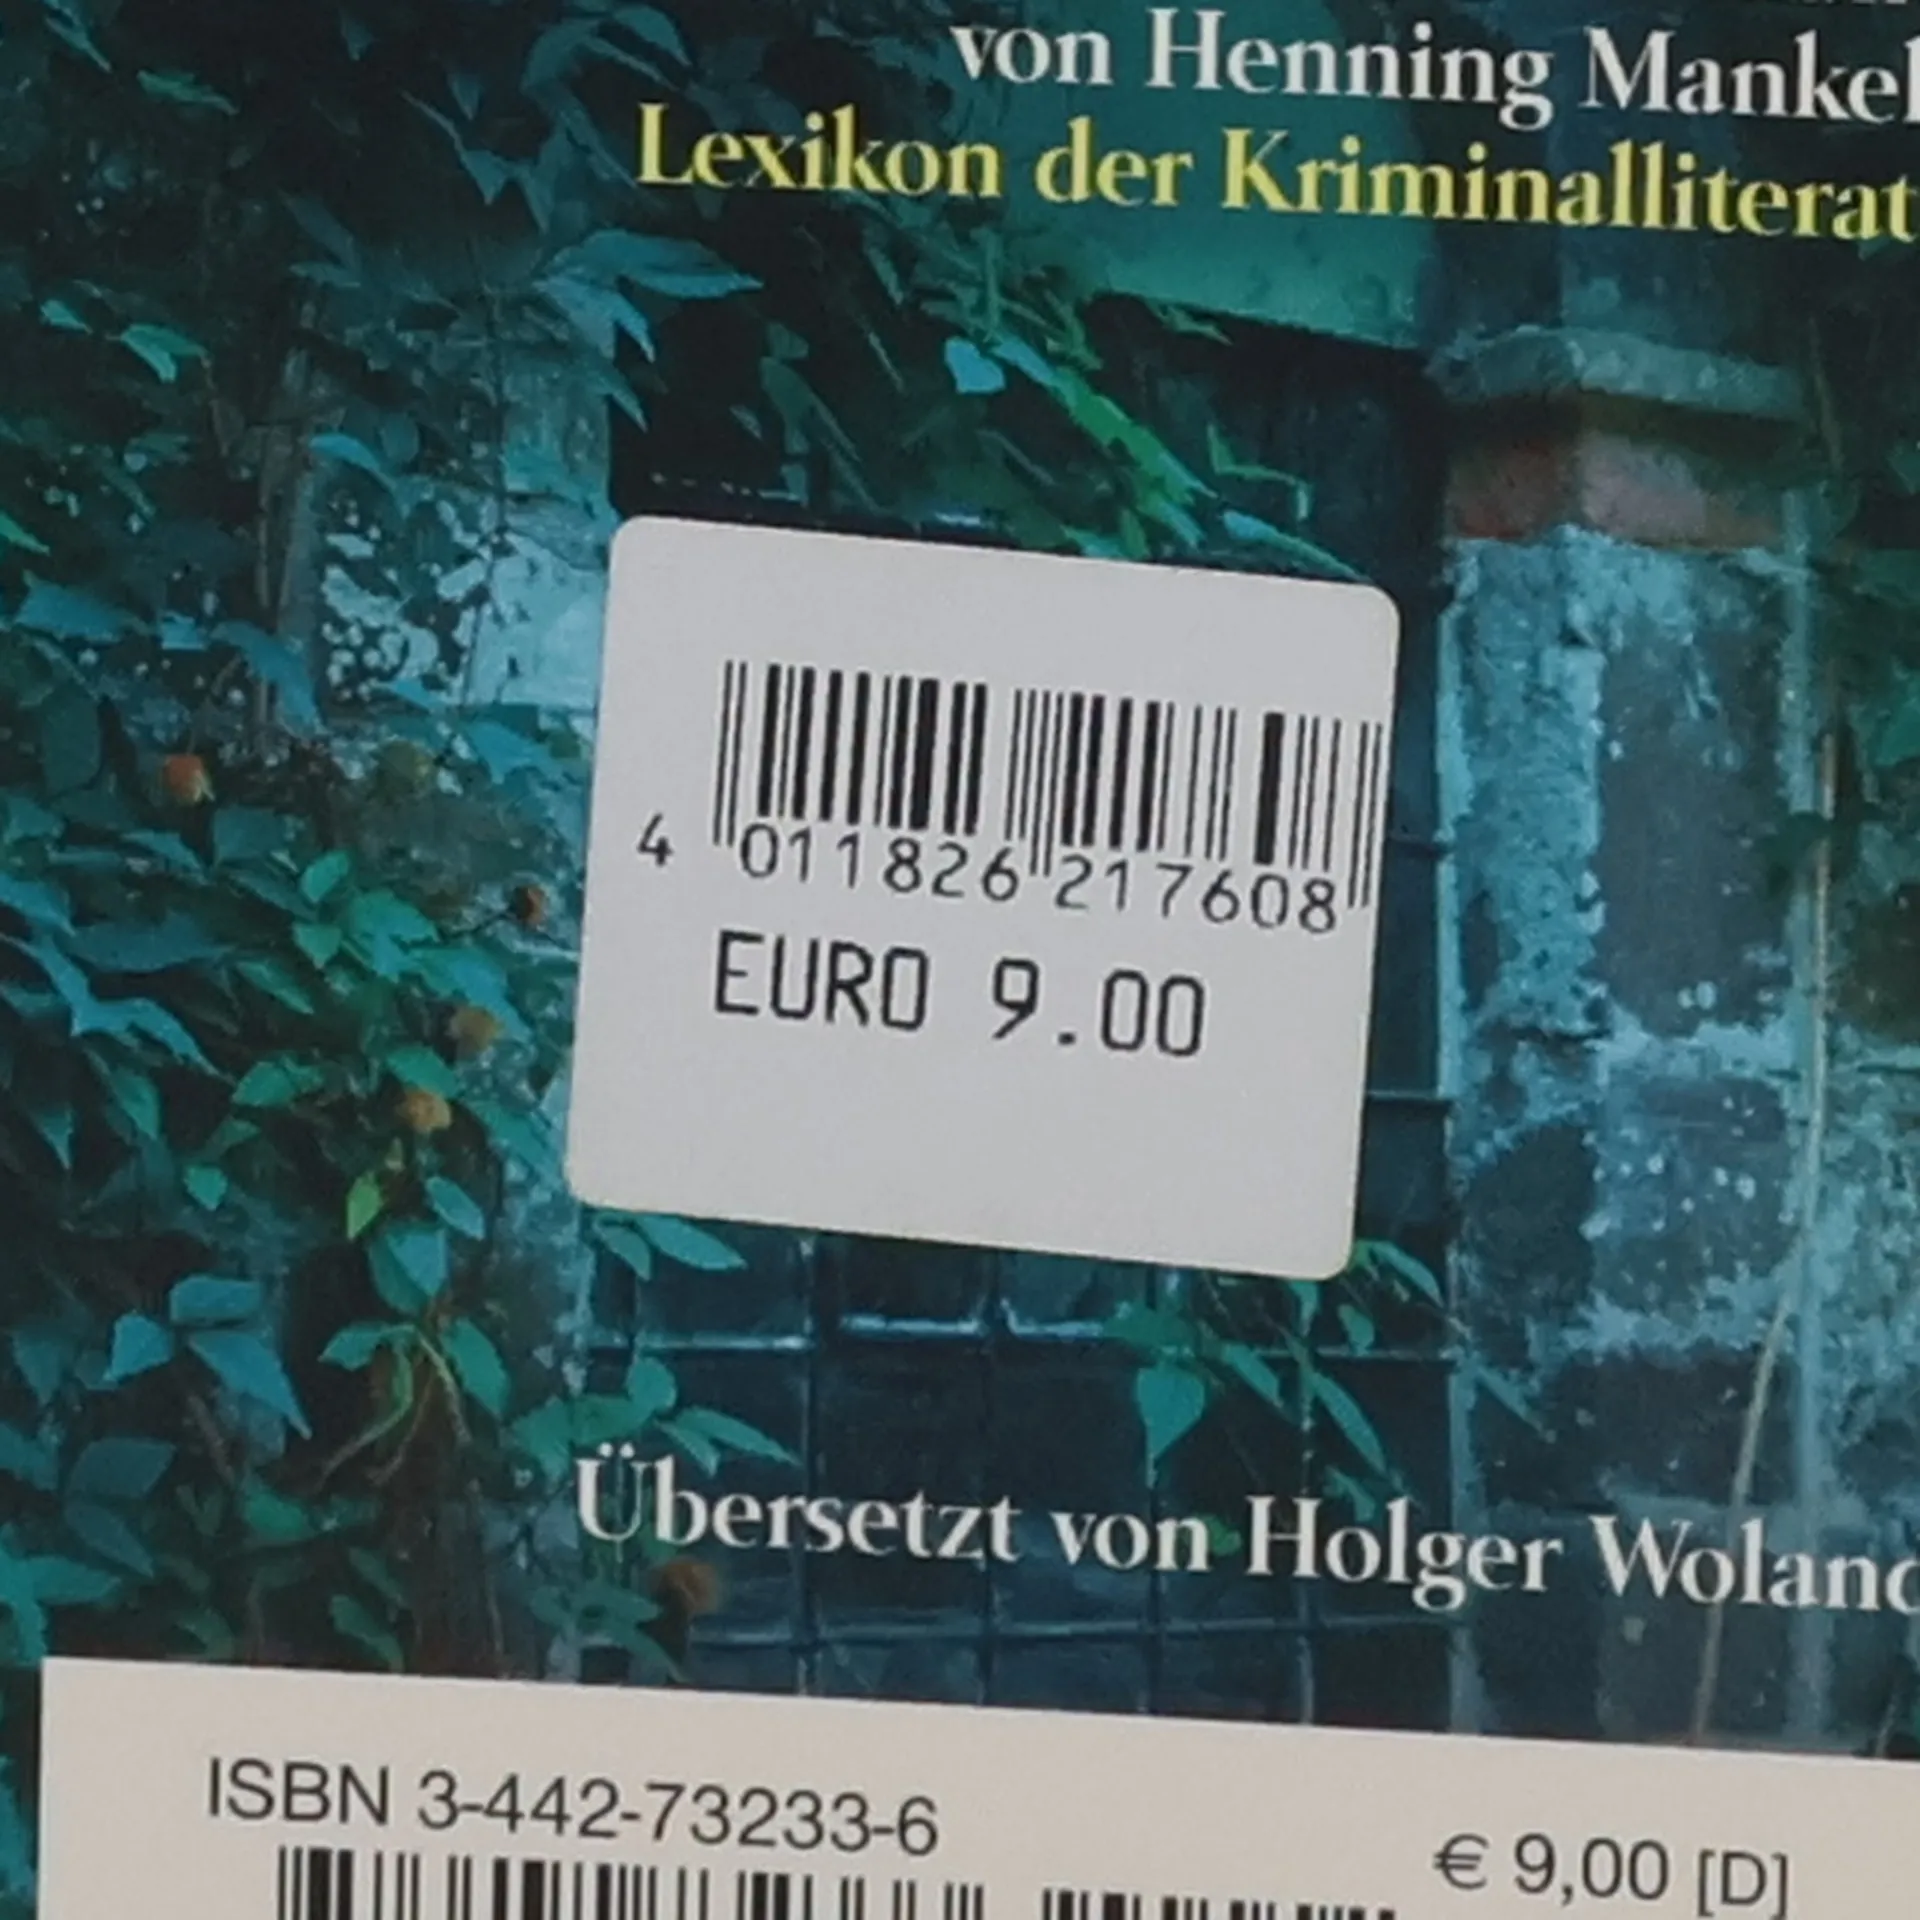 von Henning Mankel
Lexikon der Kriminalliterat
4 011826 217608
EURO 9.00
Übersetzt von Holger Woland
ISBN 3-442-73233-6
€ 9,00 [D]